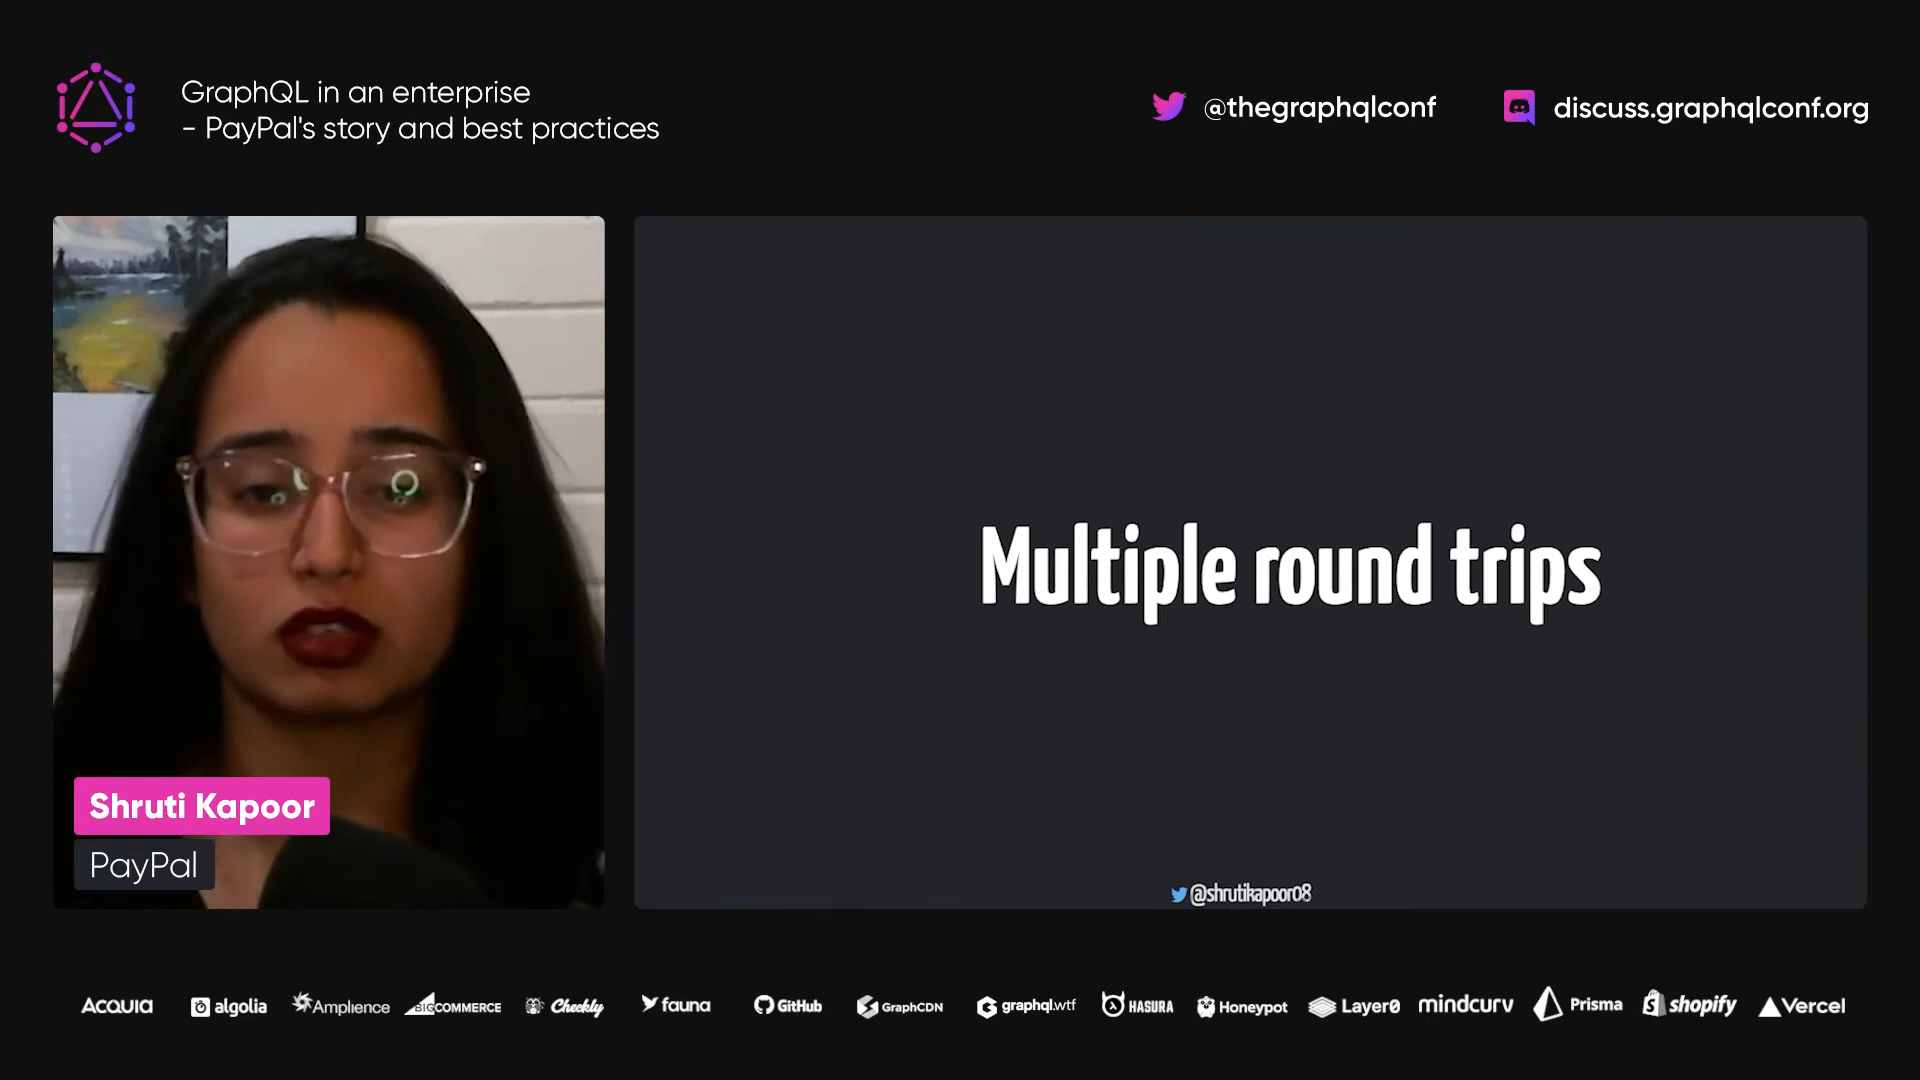 GraphQL in an enterprise
- PayPal's story and best practices
@thegraphqlconf
discuss.graphqlconf.org
Multiple round trips
Shruti Kapoor
PayPal
@shrutikapoor08
ACQUIA
algolia
Amplience
BIGCOMMERCE
Checkly
fauna
GitHub
GraphCDN
graphql.wtf
HASURA
Honeypot
Layer0
mindcurv
Prisma
shopify
Vercel